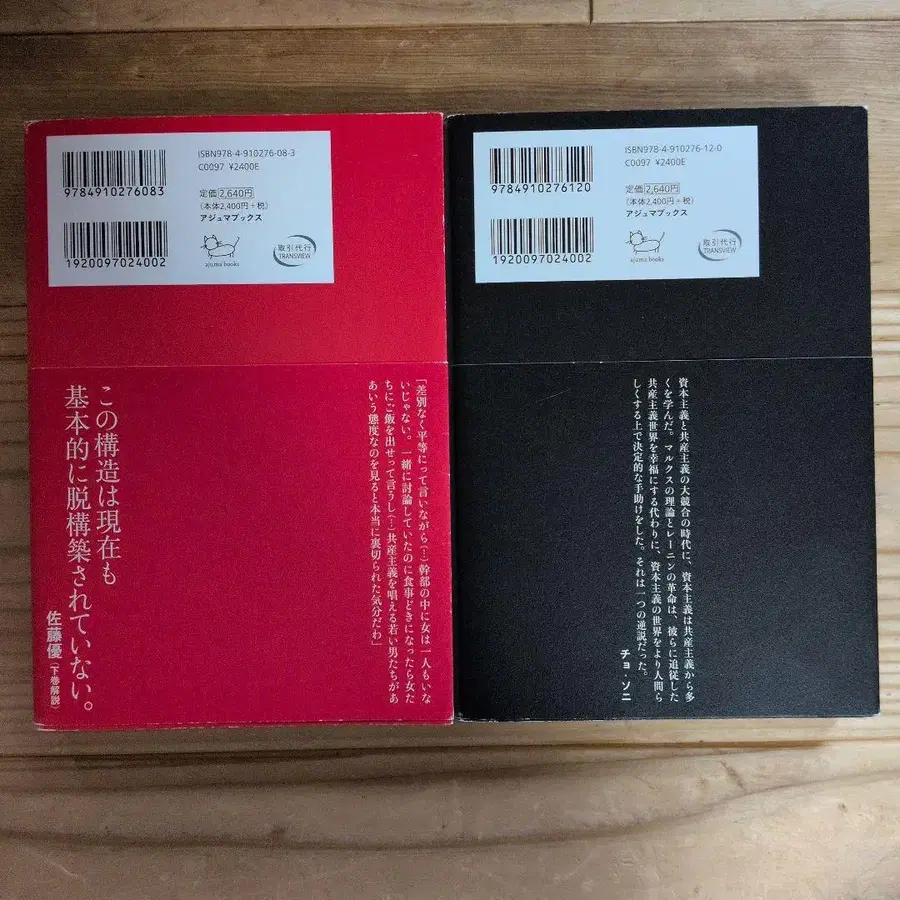 ISBN978-4-910276-08-3
C0097 ¥2400E
9784910276083
定価 2,640円
(本体2,400円+税)
アジュマブックス
1920097024002
ajuma books
取引代行
TRANSVIEW
「差別なく平等にって言いながら(…)幹部の中に女は一人もいな
いじゃない。一緒に討論していたのに食事どきになったら女た
ちにご飯を出せって言うし(…)共産主義を唱える若い男たちがあ
あいう態度なのを見ると本当に裏切られた気分だわ」
この構造は現在も
基本的に脱構築されていない。
佐藤優(下巻解説)
ISBN978-4-910276-12-0
C0097 ¥2400E
9784910276120
定価 2,640円
(本体2,400円+税)
アジュマブックス
1920097024002
ajuma books
取引代行
TRANSVIEW
資本主義と共産主義の大競合の時代に、資本主義は共産主義から多
くを学んだ。マルクスの理論とレーニンの革命は、彼らに追従した
共産主義世界を幸福にする代わりに、資本主義の世界をより人間ら
しくする上で決定的な手助けをした。それは一つの逆説だった。
チョ・ソニ